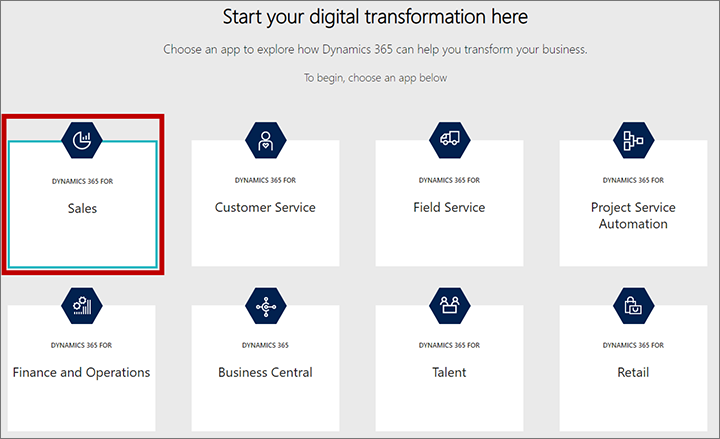 Start your digital transformation here
Choose an app to explore how Dynamics 365 can help you transform your business.
To begin, choose an app below
DYNAMICS 365 FOR
Sales
DYNAMICS 365 FOR
Customer Service
DYNAMICS 365 FOR
Field Service
DYNAMICS 365 FOR
Project Service
Automation
DYNAMICS 365 FOR
Finance and Operations
DYNAMICS 365
Business Central
DYNAMICS 365 FOR
Talent
DYNAMICS 365 FOR
Retail